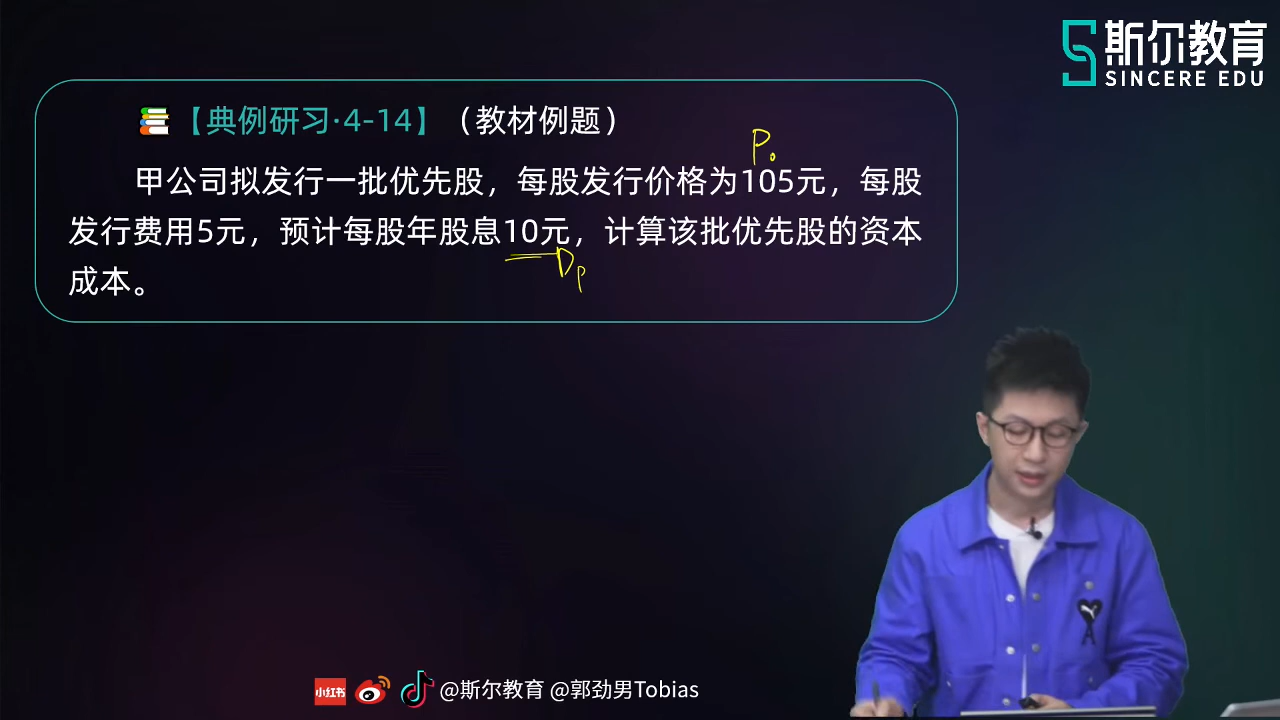 斯尔教育
SINCERE EDU
【典例研习·4-14】（教材例题）
P₀
甲公司拟发行一批优先股，每股发行价格为105元，每股
发行费用5元，预计每股年股息10元，计算该批优先股的资本
Dₚ
成本。
小红书 @斯尔教育 @郭劲男Tobias